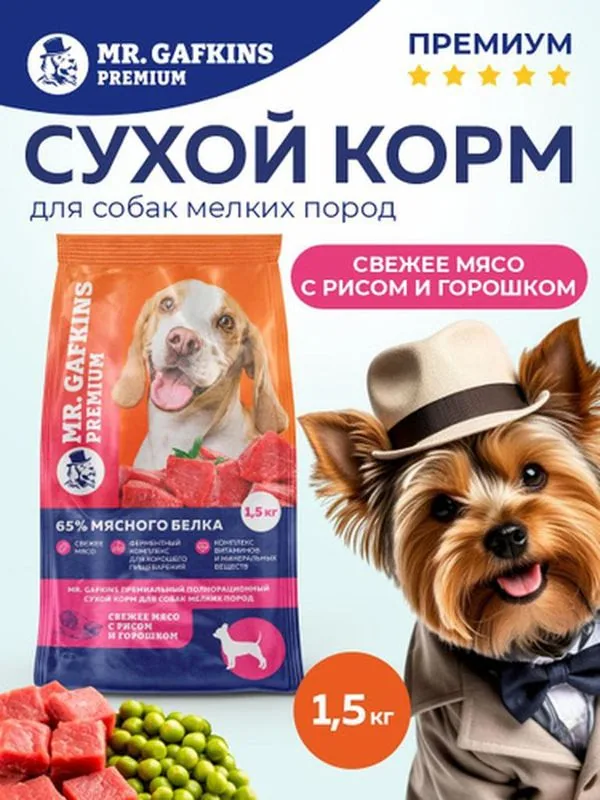 MR. GAFKINS
PREMIUM
ПРЕМИУМ
СУХОЙ КОРМ
для собак мелких пород
СВЕЖЕЕ МЯСО
С РИСОМ И ГОРОШКОМ
MR. GAFKINS
PREMIUM
1,5 кг
65% МЯСНОГО БЕЛКА
СВЕЖЕЕ
МЯСО
ФЕРМЕНТНЫЙ
КОМПЛЕКС
ДЛЯ ХОРОШЕГО
ПИЩЕВАРЕНИЯ
КОМПЛЕКС
ВИТАМИНОВ
И МИНЕРАЛЬНЫХ
ВЕЩЕСТВ
MR. GAFKINS ПРЕМИАЛЬНЫЙ ПОЛНОРАЦИОННЫЙ
СУХОЙ КОРМ ДЛЯ СОБАК МЕЛКИХ ПОРОД
СВЕЖЕЕ МЯСО
С РИСОМ
И ГОРОШКОМ
1,5 кг